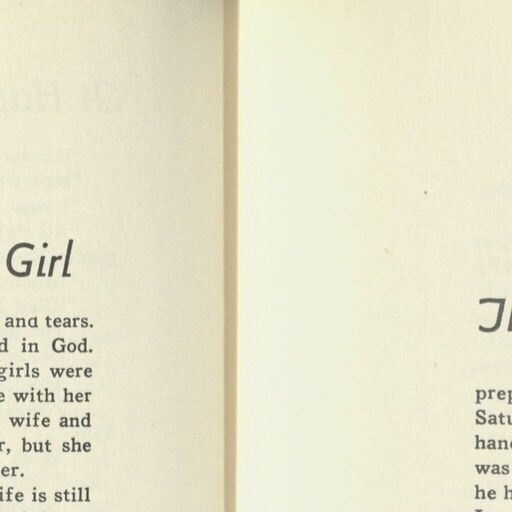 Girl
and tears.
d in God.
girls were
e with her
wife and
r, but she
er.
ife is still
prep
Satu
hand
was
he h